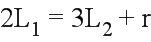 2L₁ = 3L₂ + r